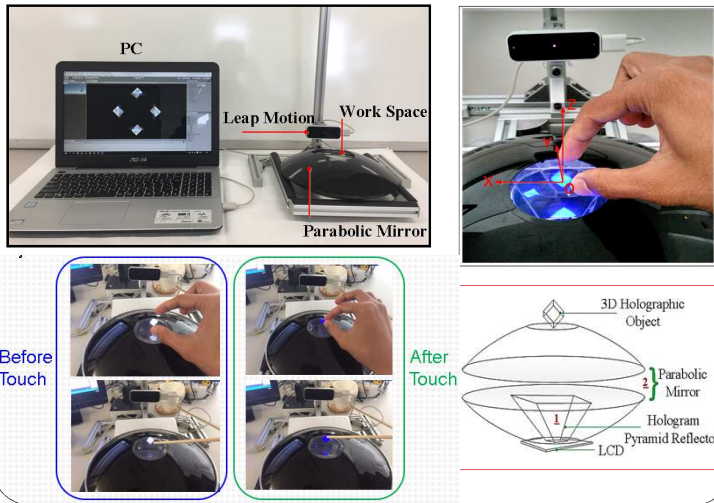 PC
Leap Motion
Work Space
Parabolic Mirror
ASUS
Z
Y
X
O
Before
Touch
After
Touch
3D Holographic
Object
2
Parabolic
Mirror
1
Hologram
Pyramid Reflecto
LCD